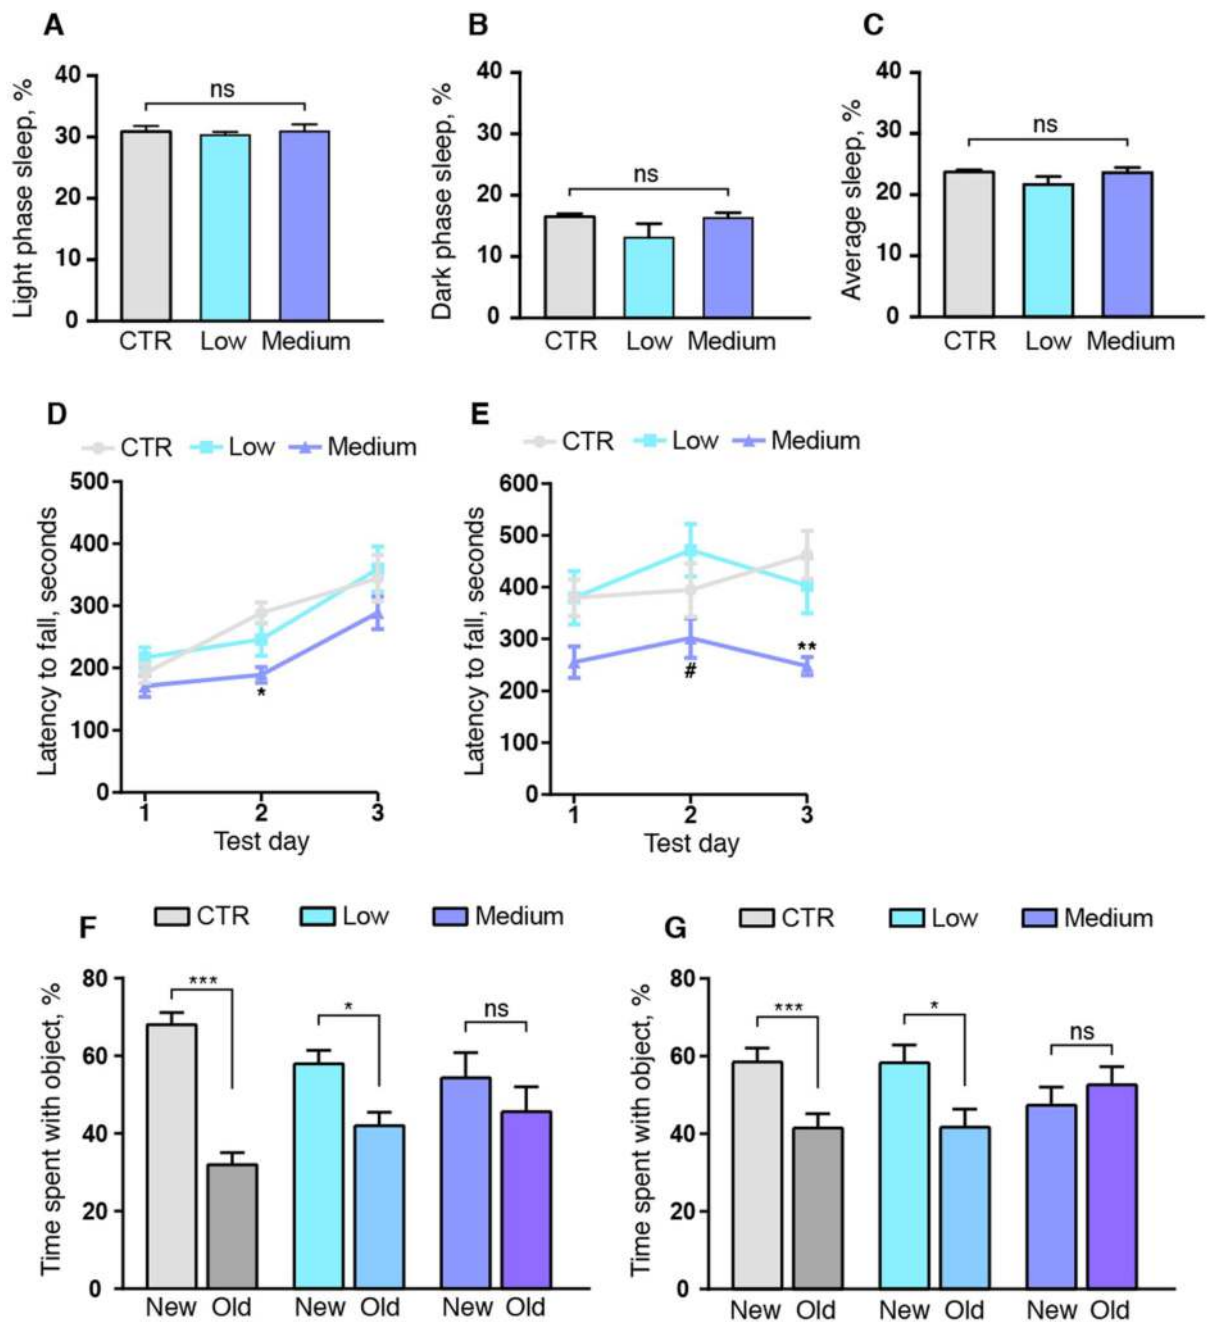 A
B
C
Light phase sleep, %
40
30
20
10
0
ns
CTR Low Medium
Dark phase sleep, %
40
30
20
10
0
ns
CTR Low Medium
Average sleep, %
40
30
20
10
0
ns
CTR Low Medium
D
CTR Low Medium
Latency to fall, seconds
500
400
300
200
100
0
*
1 2 3
Test day
E
CTR Low Medium
Latency to fall, seconds
600
500
400
300
200
100
0
#
**
1 2 3
Test day
F
CTR Low Medium
Time spent with object, %
80
60
40
20
0
***
*
ns
New Old New Old New Old
G
CTR Low Medium
Time spent with object, %
80
60
40
20
0
***
*
ns
New Old New Old New Old